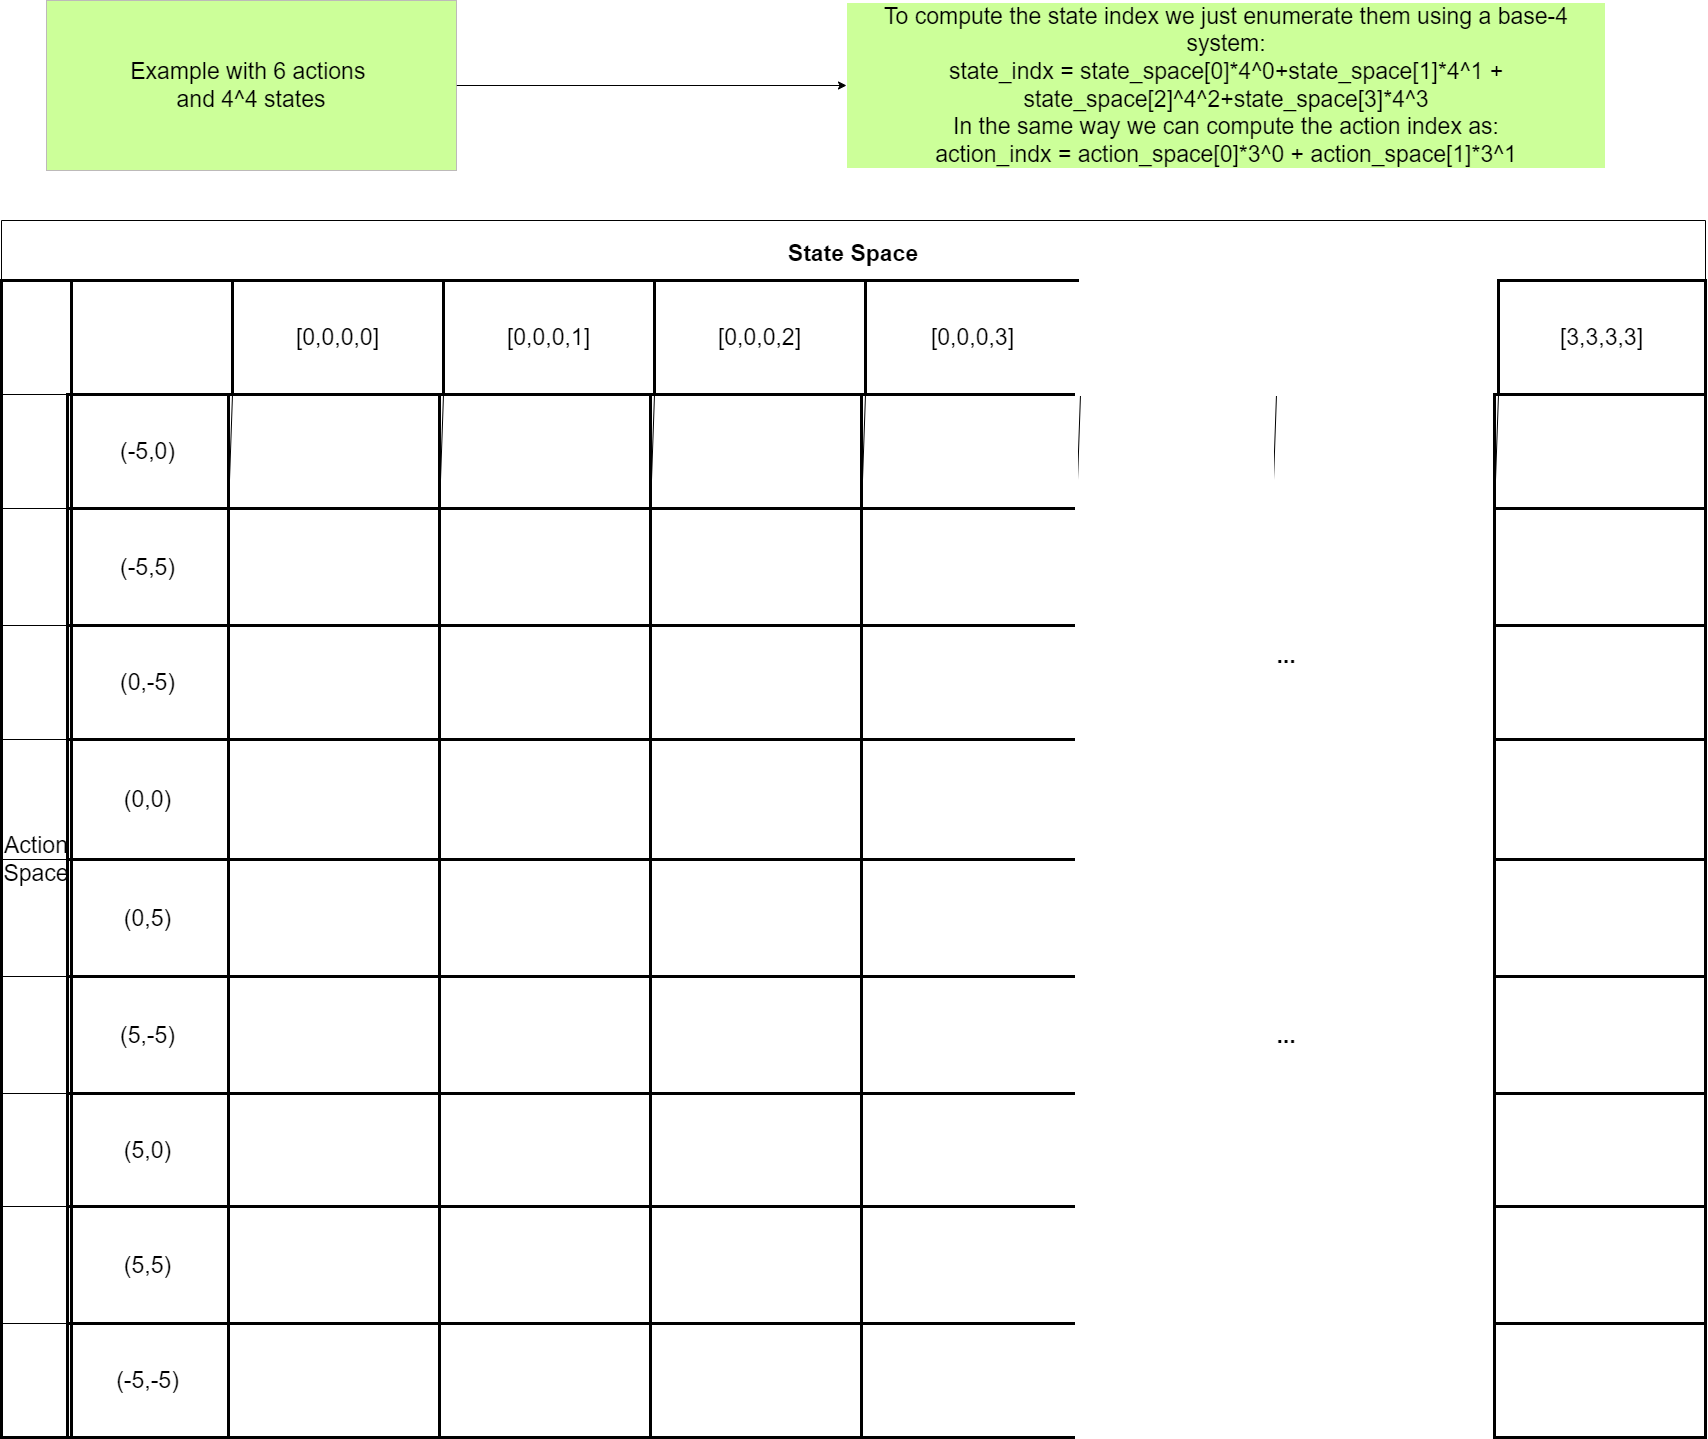 Example with 6 actions
and 4^4 states
To compute the state index we just enumerate them using a base-4
system:
state_indx = state_space[0]*4^0+state_space[1]*4^1 +
state_space[2]^4^2+state_space[3]*4^3
In the same way we can compute the action index as:
action_indx = action_space[0]*3^0 + action_space[1]*3^1
State Space
[0,0,0,0] [0,0,0,1] [0,0,0,2] [0,0,0,3] [3,3,3,3]
(-5,0)
(-5,5)
...
(0,-5)
(0,0)
Action
Space
(0,5)
(5,-5) ...
(5,0)
(5,5)
(-5,-5)